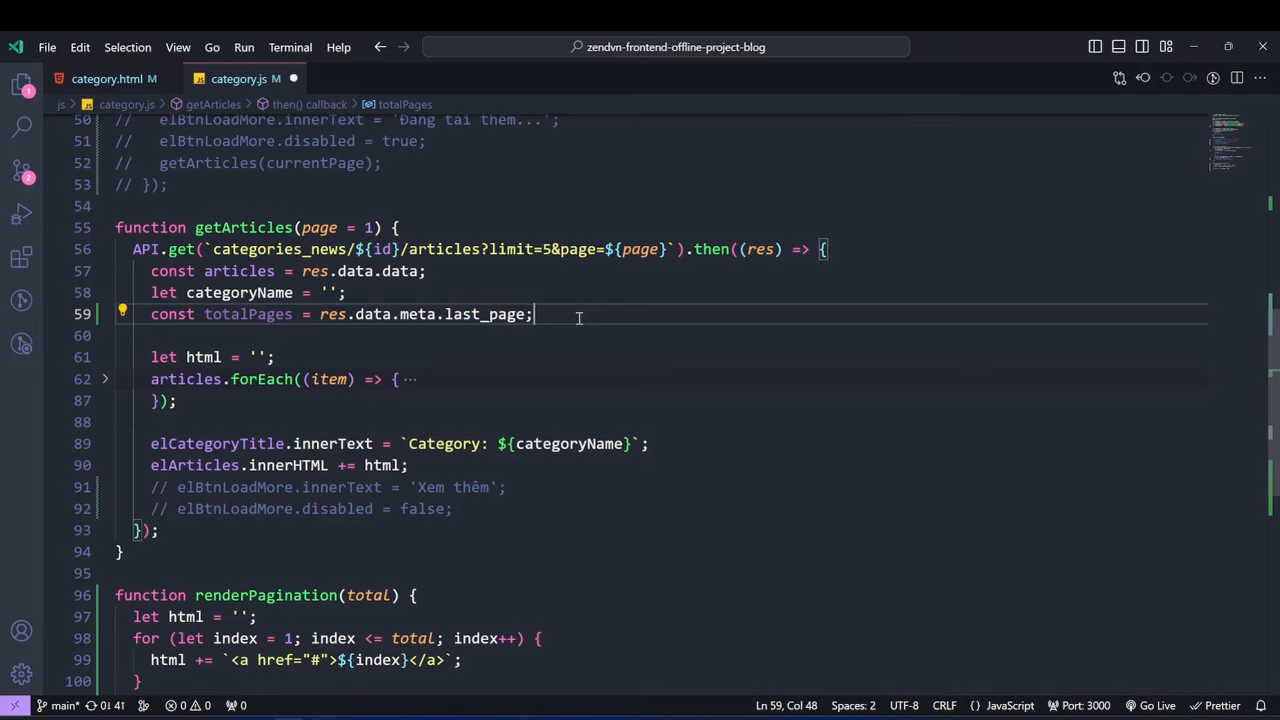 File Edit Selection View Go Run Terminal Help
zendvn-frontend-offline-project-blog
category.html M
JS category.js M
js > JS category.js > getArticles > then() callback > totalPages
50 // elBtnLoadMore.innerText = 'Đang tải thêm...';
51 // elBtnLoadMore.disabled = true;
52 // getArticles(currentPage);
53 // });
54
55 function getArticles(page = 1) {
56 API.get(`categories_news/${id}/articles?limit=5&page=${page}`).then((res) => {
57 const articles = res.data.data;
58 let categoryName = '';
59 const totalPages = res.data.meta.last_page;
60
61 let html = '';
62 articles.forEach((item) => { ...
87 });
88
89 elCategoryTitle.innerText = `Category: ${categoryName}`;
90 elArticles.innerHTML += html;
91 // elBtnLoadMore.innerText = 'Xem thêm';
92 // elBtnLoadMore.disabled = false;
93 });
94 }
95
96 function renderPagination(total) {
97 let html = '';
98 for (let index = 1; index <= total; index++) {
99 html += `<a href="#">${index}</a>`;
100 }
1
2
main* 0↓ 4↑ 0 0 0 Ln 59, Col 48 Spaces: 2 UTF-8 CRLF JavaScript Go Live Port: 3000 Prettier